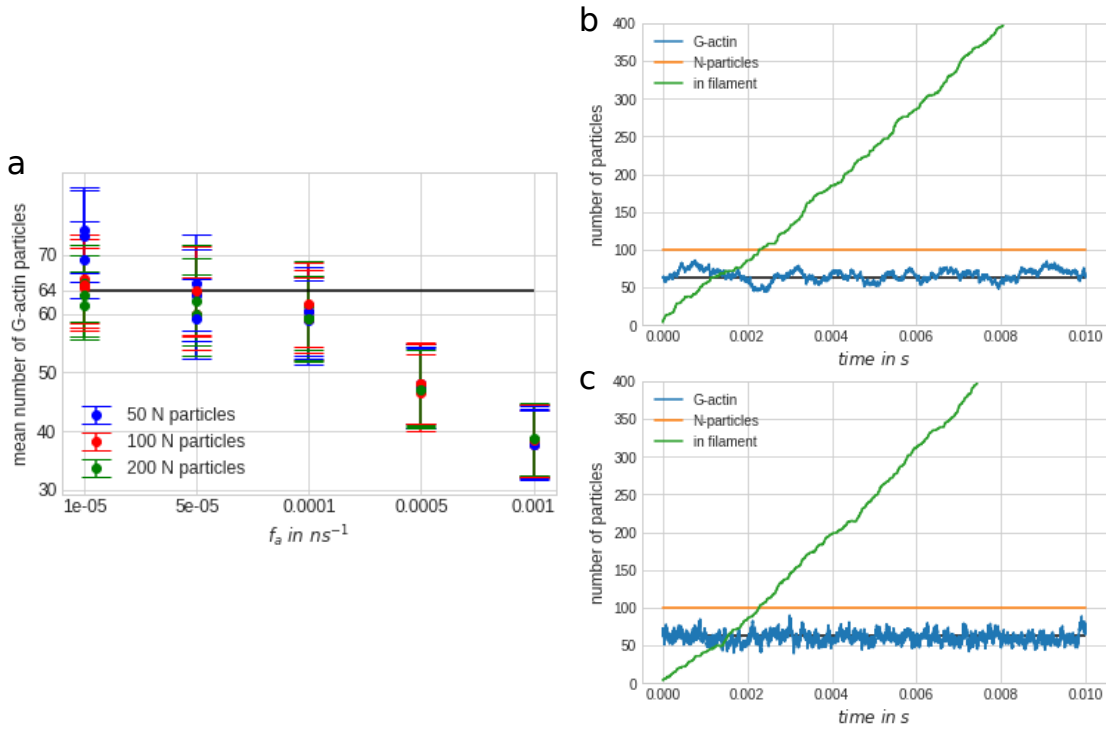 a
mean number of G-actin particles
70
64
60
50
40
30
50 N particles
100 N particles
200 N particles
1e-05 5e-05 0.0001 0.0005 0.001
f_a in ns^{-1}
b
number of particles
400
350
300
250
200
150
100
50
0
G-actin
N-particles
in filament
0.000 0.002 0.004 0.006 0.008 0.010
time in s
c
number of particles
400
350
300
250
200
150
100
50
0
G-actin
N-particles
in filament
0.000 0.002 0.004 0.006 0.008 0.010
time in s